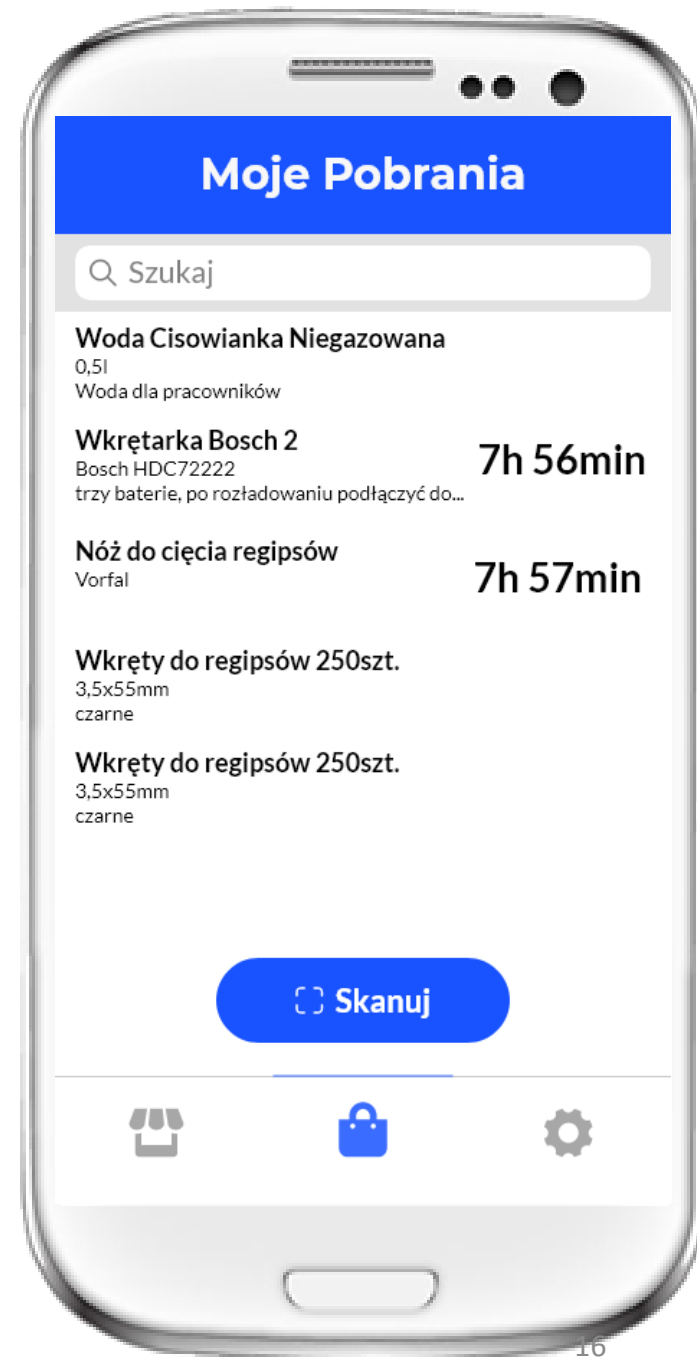 Moje Pobrania
Szukaj
Woda Cisowianka Niegazowana
0,5l
Woda dla pracowników
Wkrętarka Bosch 2
Bosch HDC72222
trzy baterie, po rozładowaniu podłączyć do...
7h 56min
Nóż do cięcia regipsów
Vorfal
7h 57min
Wkręty do regipsów 250szt.
3,5x55mm
czarne
Wkręty do regipsów 250szt.
3,5x55mm
czarne
Skanuj
16